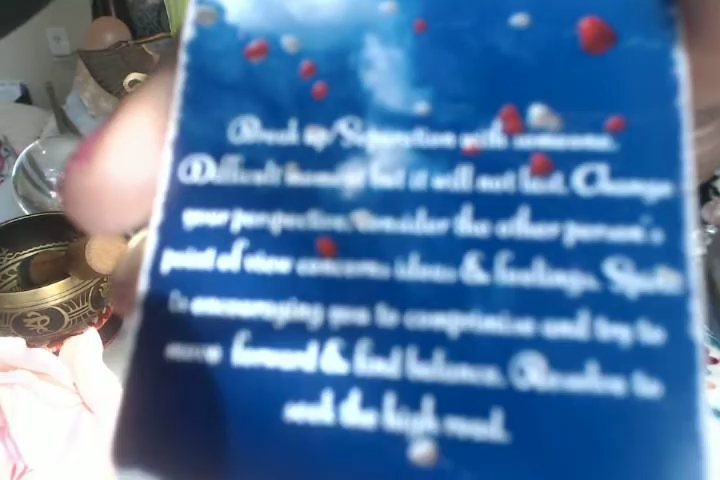 Break up/Separation with someone.
Difficult but it will not last. Change
your perspective. Consider the other person's
point of view concerns ideas & feelings. Spirit
is encouraging you to compromise and try to
move forward & find balance. Resolve to
seek the high road.